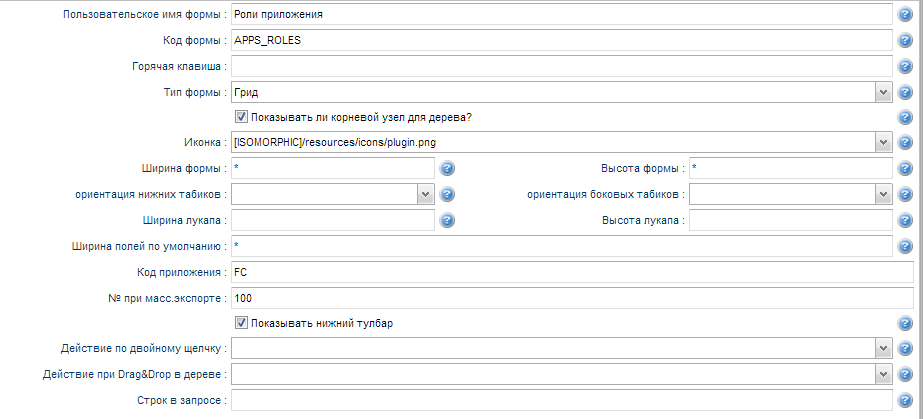 Пользовательское имя формы : Роли приложения
Код формы : APPS_ROLES
Горячая клавиша :
Тип формы : Грид
Показывать ли корневой узел для дерева?
Иконка : [ISOMORPHIC]/resources/icons/plugin.png
Ширина формы : * Высота формы : *
ориентация нижних табиков : ориентация боковых табиков :
Ширина лукапа : Высота лукапа :
Ширина полей по умолчанию : *
Код приложения : FC
№ при масс.экспорте : 100
Показывать нижний тулбар
Действие по двойному щелчку :
Действие при Drag&Drop в дереве :
Строк в запросе :